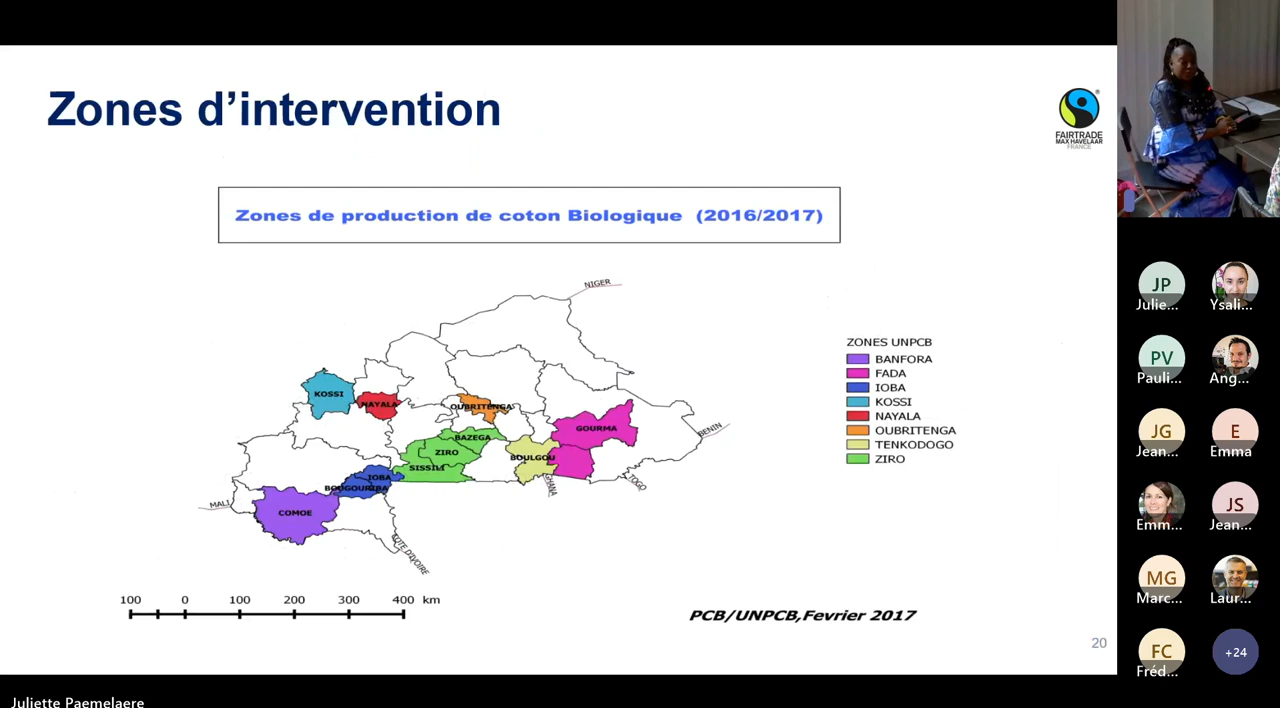 Zones d’intervention
FAIRTRADE
MAX HAVELAAR
FRANCE
Zones de production de coton Biologique (2016/2017)
NIGER
KOSSI
NAYALA
OUBRITENGA
GOURMA
BAZEGA
ZIRO
SISSILI
BOULGOU
IOBA
BOUGOURIBA
COMOE
MALI
COTE D'IVOIRE
GHANA
TOGO
BENIN
ZONES UNPCB
BANFORA
FADA
IOBA
KOSSI
NAYALA
OUBRITENGA
TENKODOGO
ZIRO
100 0 100 200 300 400 km
PCB/UNPCB,Fevrier 2017
20
JP
Julie...
Ysali...
PV
Pauli...
Ang...
JG
Jean...
E
Emma
Emm...
JS
Jean...
MG
Marc...
Laur...
FC
Fréd...
+24
Juliette Paemelaere